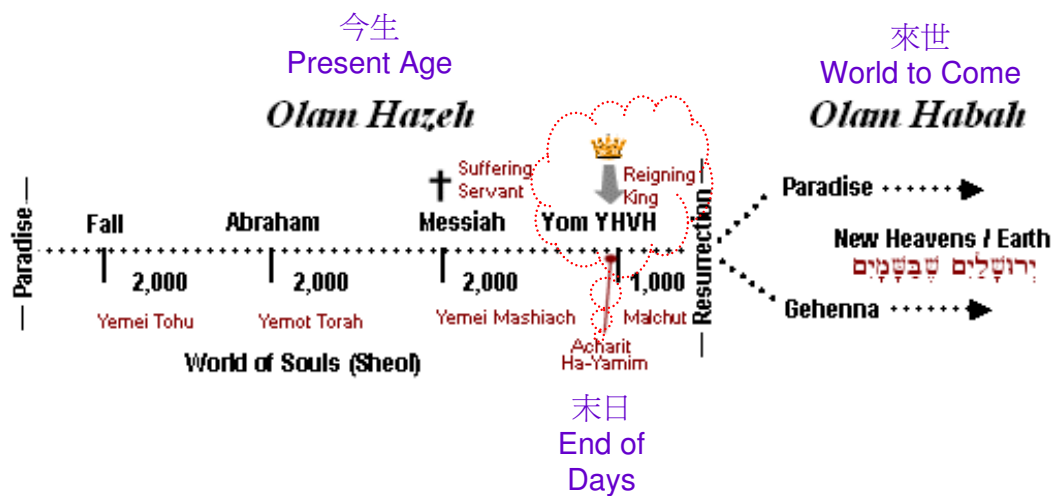 今生
Present Age
來世
World to Come
Olam Hazeh
Olam Habah
Suffering
Servant
Reigning
King
Paradise
Fall
Abraham
Messiah
Yom YHVH
2,000
2,000
2,000
1,000
Yemei Tohu
Yemot Torah
Yemei Mashiach
Malchut
World of Souls (Sheol)
Acharit
Ha-Yamim
Resurrection
Paradise
New Heavens / Earth
יְרוּשָׁלַיִם שֶׁבַּשָּׁמַיִם
Gehenna
末日
End of
Days